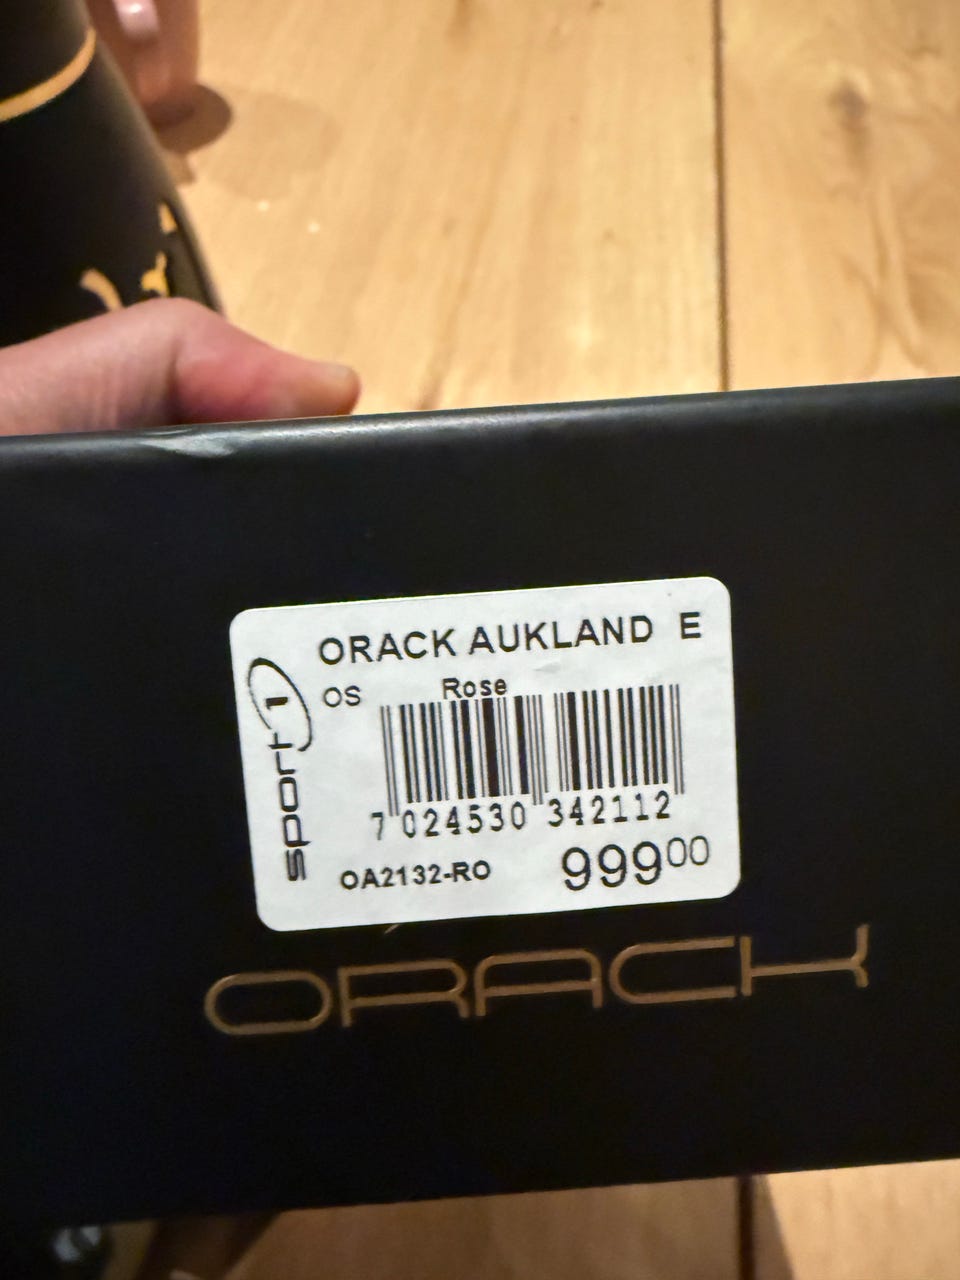 ORACK AUKLAND E
OS Rose
sport 1
7 024530 342112
OA2132-RO 99900
ORACK